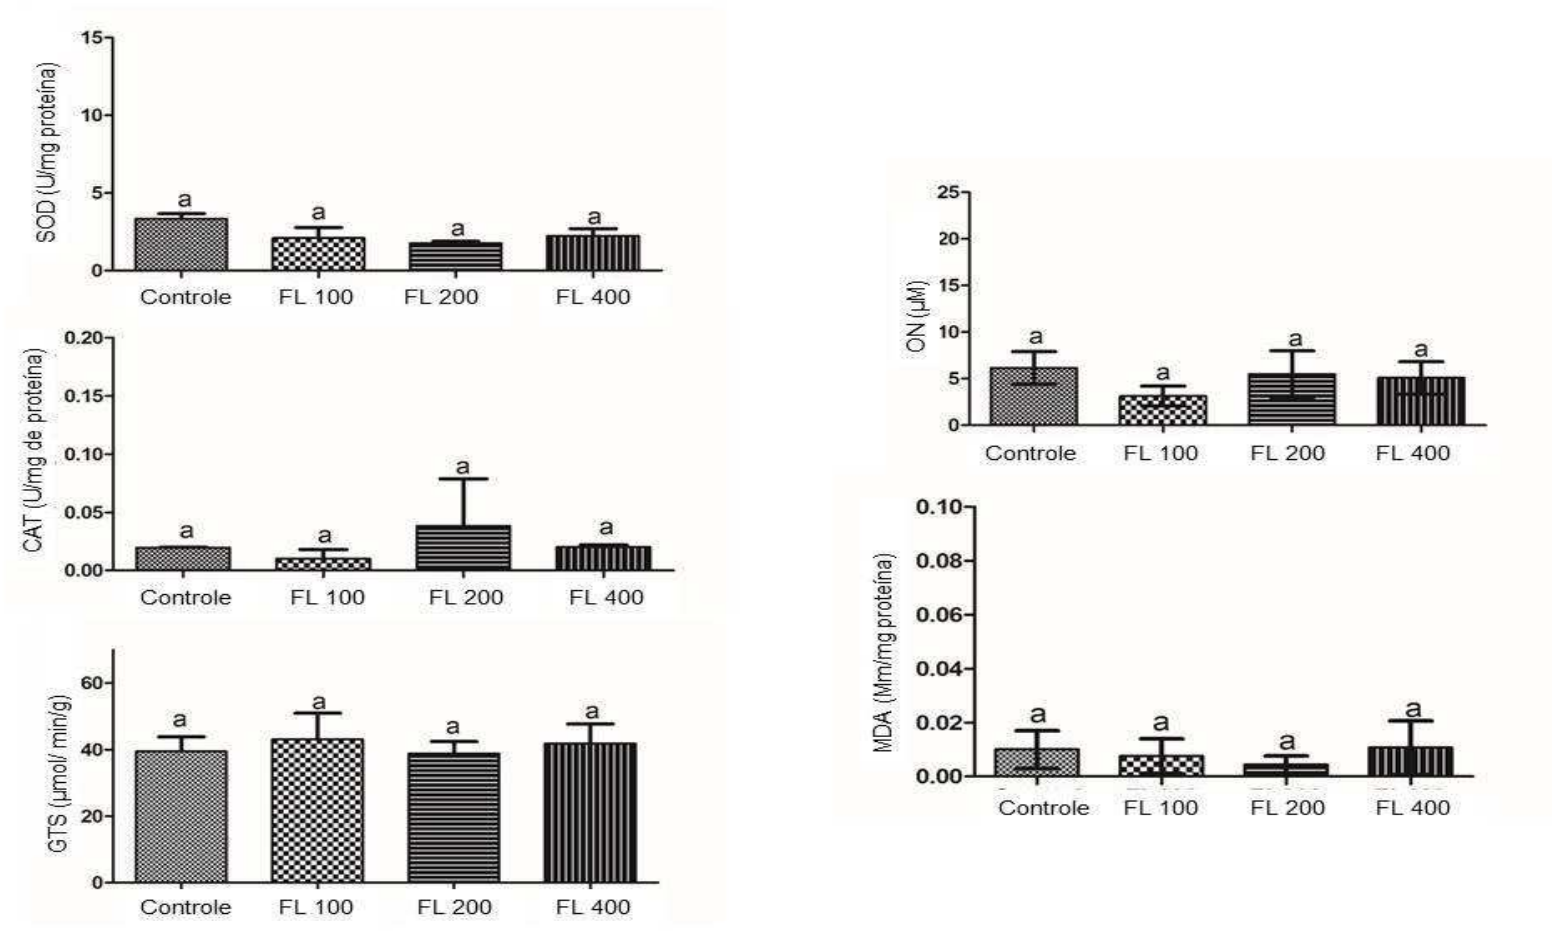 SOD (U/mg proteína)
15
10
5
0
a
a
a
a
Controle FL 100 FL 200 FL 400
CAT (U/mg de proteína)
0.20
0.15
0.10
0.05
0.00
a
a
a
a
Controle FL 100 FL 200 FL 400
GTS (µmol/ min/g)
60
40
20
0
a
a
a
a
Controle FL 100 FL 200 FL 400
ON (µM)
25
20
15
10
5
0
a
a
a
a
Controle FL 100 FL 200 FL 400
MDA (Mm/mg proteína)
0.10
0.08
0.06
0.04
0.02
0.00
a
a
a
a
Controle FL 100 FL 200 FL 400